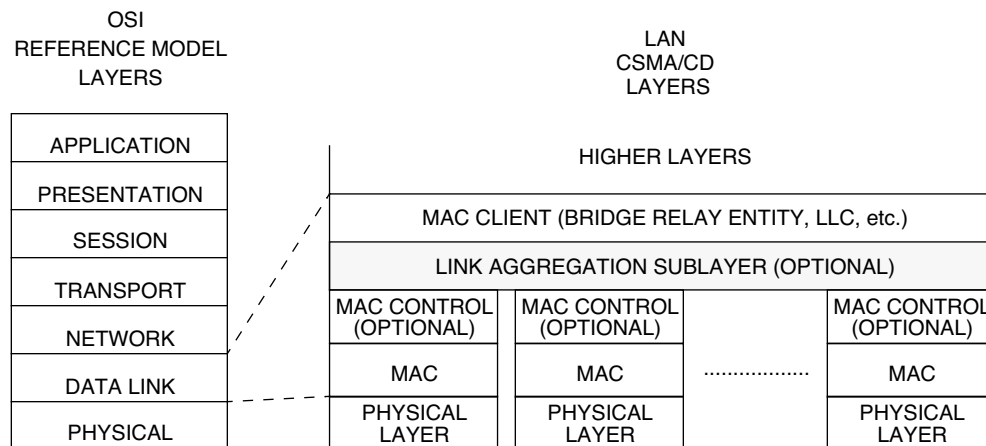 OSI
REFERENCE MODEL
LAYERS
APPLICATION
PRESENTATION
SESSION
TRANSPORT
NETWORK
DATA LINK
PHYSICAL
LAN
CSMA/CD
LAYERS
HIGHER LAYERS
MAC CLIENT (BRIDGE RELAY ENTITY, LLC, etc.)
LINK AGGREGATION SUBLAYER (OPTIONAL)
MAC CONTROL
(OPTIONAL)
MAC CONTROL
(OPTIONAL)
MAC CONTROL
(OPTIONAL)
MAC
MAC
..................
MAC
PHYSICAL
LAYER
PHYSICAL
LAYER
PHYSICAL
LAYER